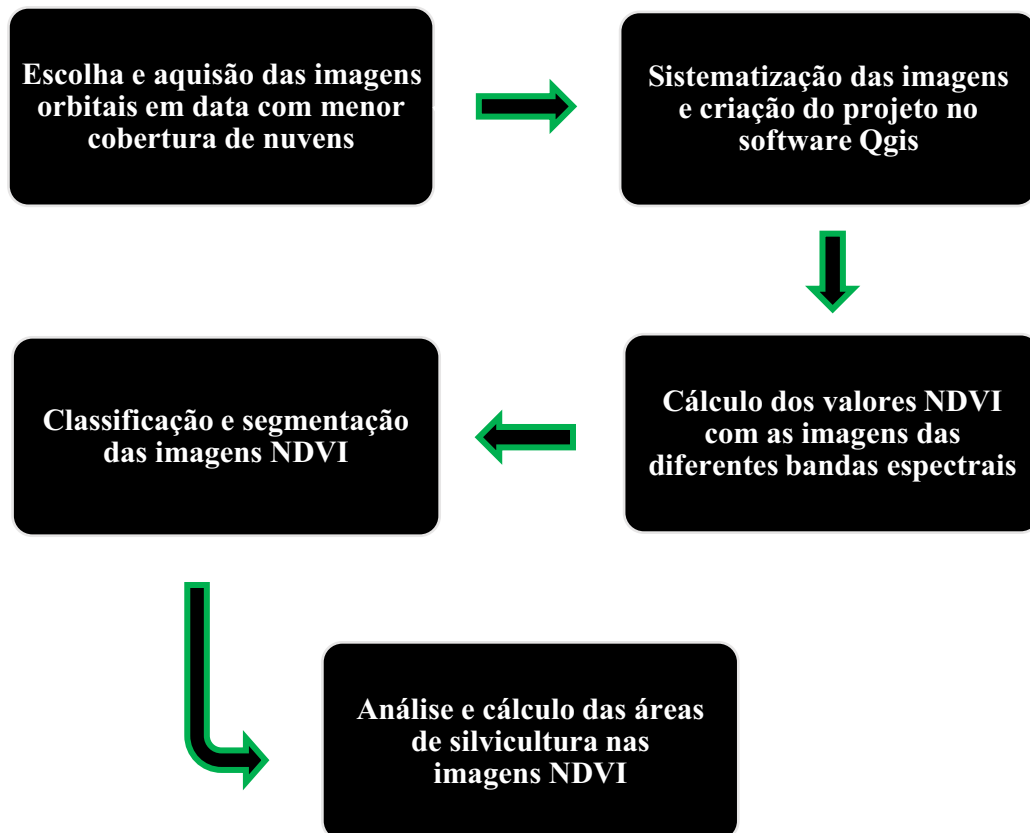 Escolha e aquisão das imagens
orbitais em data com menor
cobertura de nuvens
Sistematização das imagens
e criação do projeto no
software Qgis
Cálculo dos valores NDVI
com as imagens das
diferentes bandas espectrais
Classificação e segmentação
das imagens NDVI
Análise e cálculo das áreas
de silvicultura nas
imagens NDVI